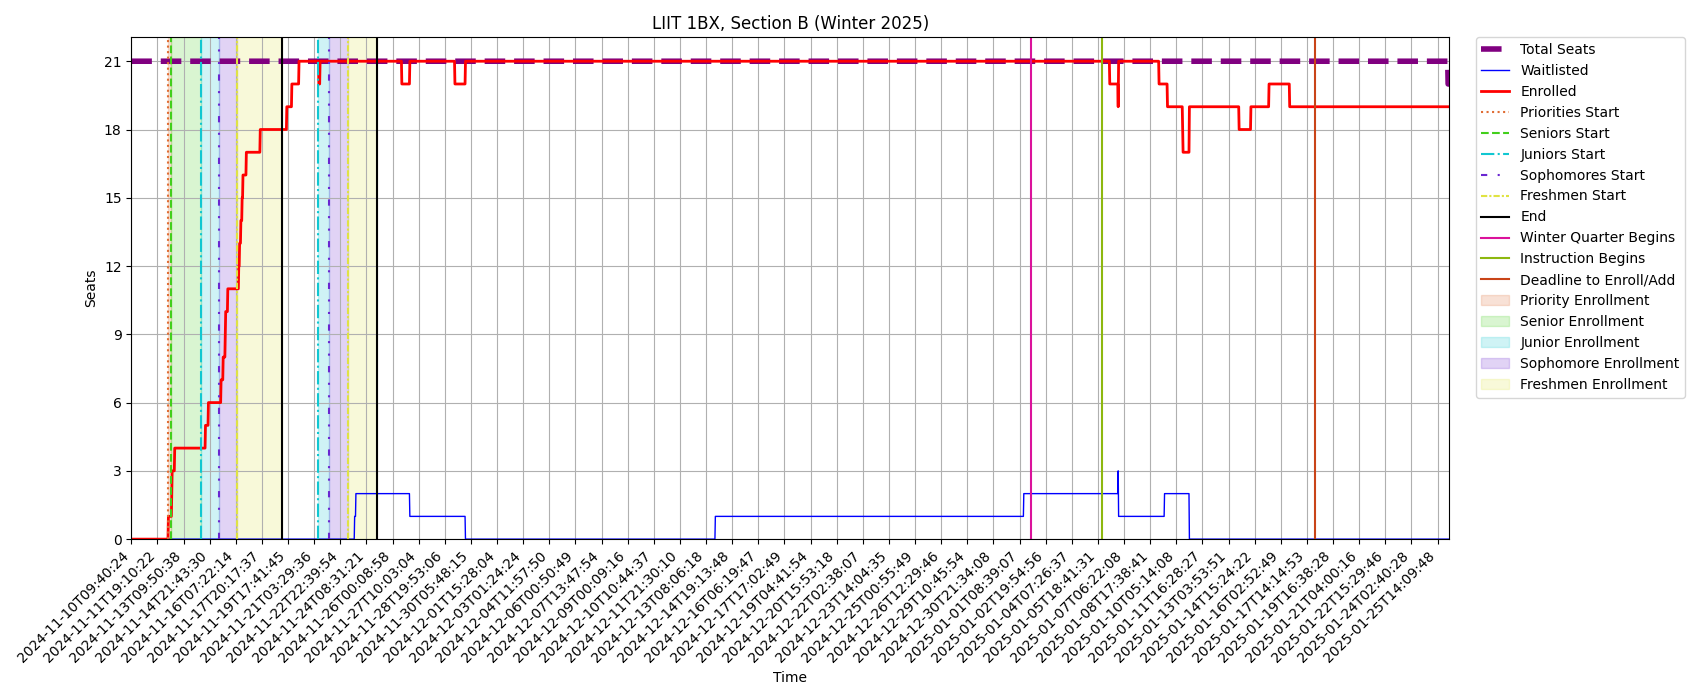 LIIT 1BX, Section B (Winter 2025)
Seats
21
18
15
12
9
6
3
0
2024-11-10T09:40:24
2024-11-11T19:10:22
2024-11-13T09:50:38
2024-11-14T21:43:30
2024-11-16T07:22:14
2024-11-17T20:17:37
2024-11-19T17:41:45
2024-11-21T03:29:36
2024-11-22T22:39:54
2024-11-24T08:31:21
2024-11-26T00:08:58
2024-11-27T10:03:04
2024-11-28T19:53:06
2024-11-30T05:48:15
2024-12-01T15:28:04
2024-12-03T01:24:24
2024-12-04T11:57:50
2024-12-06T00:50:49
2024-12-07T13:47:54
2024-12-09T00:09:16
2024-12-10T10:44:37
2024-12-11T21:30:10
2024-12-13T08:06:18
2024-12-14T19:13:48
2024-12-16T06:19:47
2024-12-17T17:02:49
2024-12-19T04:41:54
2024-12-20T15:53:18
2024-12-22T02:38:07
2024-12-23T14:04:35
2024-12-25T00:55:49
2024-12-26T12:29:46
2024-12-29T10:45:54
2024-12-30T21:34:08
2025-01-01T08:39:07
2025-01-02T19:54:56
2025-01-04T07:26:37
2025-01-05T18:41:31
2025-01-07T06:22:08
2025-01-08T17:38:41
2025-01-10T05:14:08
2025-01-11T16:28:27
2025-01-13T03:53:51
2025-01-14T15:24:22
2025-01-16T02:52:49
2025-01-17T14:14:53
2025-01-19T16:38:28
2025-01-21T04:00:16
2025-01-22T15:29:46
2025-01-24T02:40:28
2025-01-25T14:09:48
Time
Total Seats
Waitlisted
Enrolled
Priorities Start
Seniors Start
Juniors Start
Sophomores Start
Freshmen Start
End
Winter Quarter Begins
Instruction Begins
Deadline to Enroll/Add
Priority Enrollment
Senior Enrollment
Junior Enrollment
Sophomore Enrollment
Freshmen Enrollment